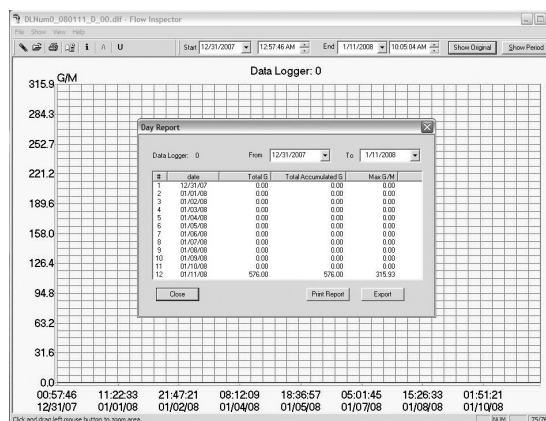 DLNum0_080111_D_00.dlf - Flow Inspector
File Show View Help
i A U Start 12/31/2007 12:57:46 AM End 1/11/2008 10:05:04 AM Show Original Show Period
Data Logger: 0
G/M
315.9
284.3
252.7
221.2
189.6
158.0
126.4
94.8
63.2
31.6
0.0
Day Report
Data Logger: 0 From 12/31/2007 To 1/11/2008
# date Total G Total Accumulated G Max G/M
1 12/31/07 0.00 0.00 0.00
2 01/01/08 0.00 0.00 0.00
3 01/02/08 0.00 0.00 0.00
4 01/03/08 0.00 0.00 0.00
5 01/04/08 0.00 0.00 0.00
6 01/05/08 0.00 0.00 0.00
7 01/06/08 0.00 0.00 0.00
8 01/07/08 0.00 0.00 0.00
9 01/08/08 0.00 0.00 0.00
10 01/09/08 0.00 0.00 0.00
11 01/10/08 0.00 0.00 0.00
12 01/11/08 576.00 576.00 315.93
Close Print Report Export
00:57:46 11:22:33 21:47:21 08:12:09 18:36:57 05:01:45 15:26:33 01:51:21
12/31/07 01/01/08 01/02/08 01/04/08 01/05/08 01/07/08 01/08/08 01/10/08
Click and drag left mouse button to zoom area. NUM